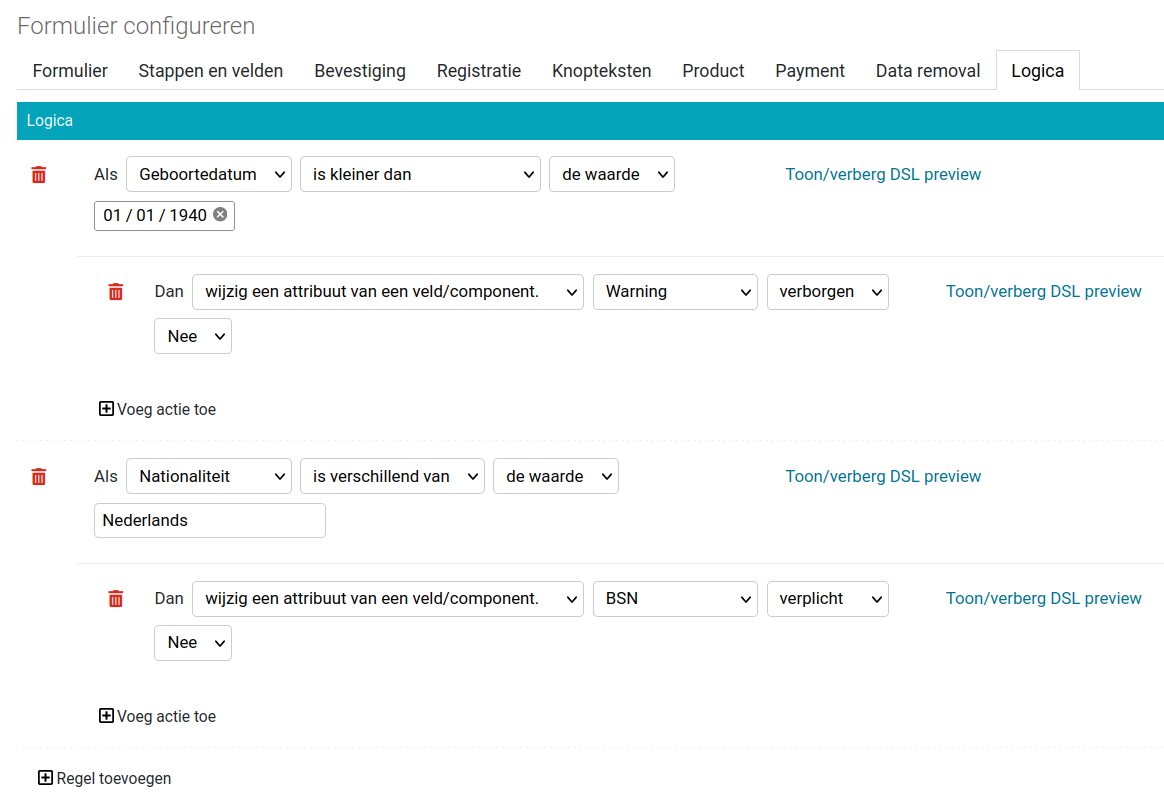 Formulier configureren
Formulier Stappen en velden Bevestiging Registratie Knopteksten Product Payment Data removal Logica
Logica
Als Geboortedatum is kleiner dan de waarde Toon/verberg DSL preview
01 / 01 / 1940
Dan wijzig een attribuut van een veld/component. Warning verborgen Toon/verberg DSL preview
Nee
Voeg actie toe
Als Nationaliteit is verschillend van de waarde Toon/verberg DSL preview
Nederlands
Dan wijzig een attribuut van een veld/component. BSN verplicht Toon/verberg DSL preview
Nee
Voeg actie toe
Regel toevoegen